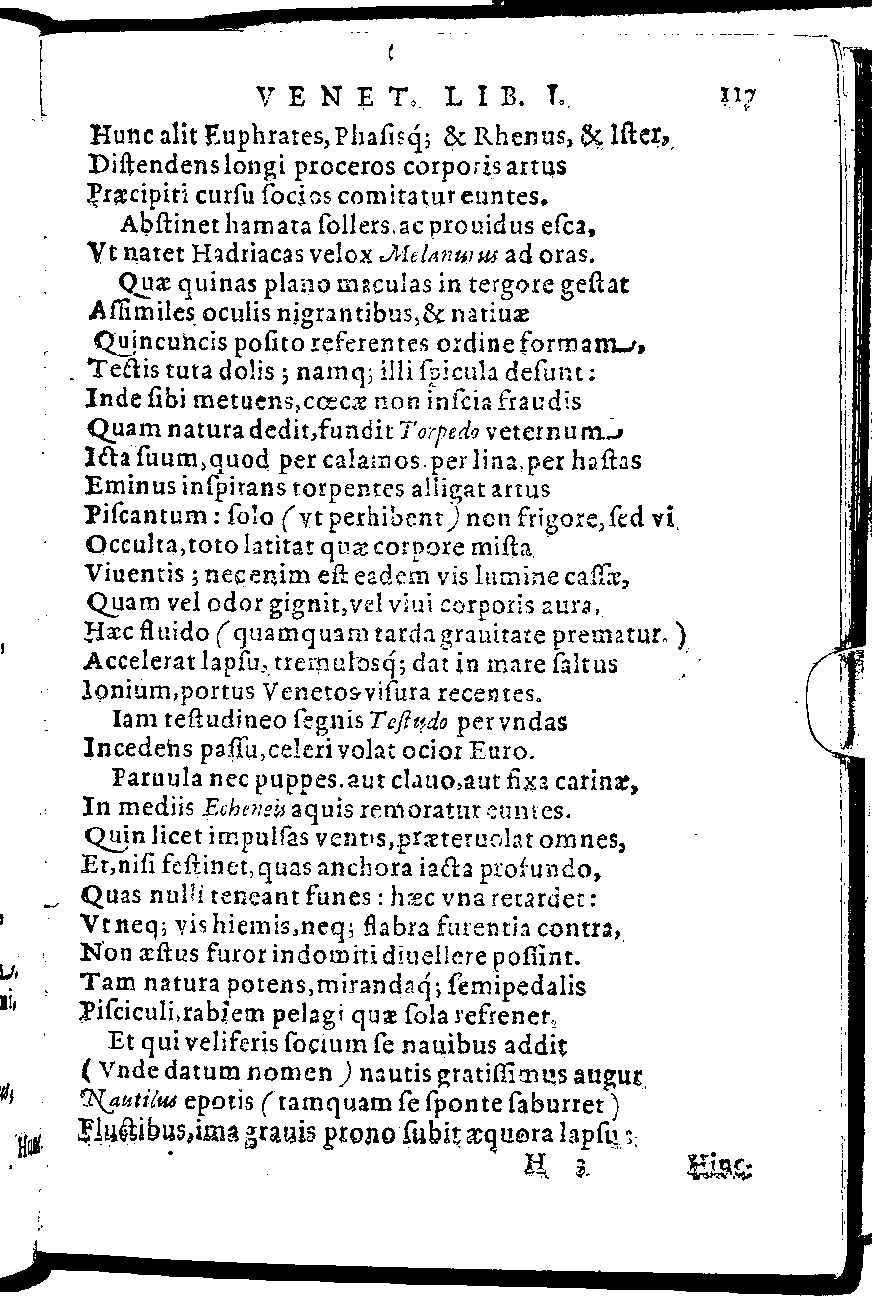 VENET. LIB. I. 117
Hunc alit Euphrates, Phaſisq́; & Rhenus, & Iſter,
Diſtendens longi proceros corporis artus
Præcipiti curſu ſocios comitatur euntes.
Abſtinet hamata ſollers, ac prouidus eſca,
Vt natet Hadriacas velox Melanurus ad oras.
Quæ quinas plano maculas in tergore geſtat
Aſſimiles oculis nigrantibus, & natiuæ
Quincuncis poſito referentes ordine formam,
Tectis tuta dolis; namq; illi ſpicula deſunt:
Inde ſibi metuens, cœcæ non inſcia fraudis
Quam natura dedit, fundit Torpedo veternum
Icta ſuum, quod per calamos, per lina, per haſtas
Eminus inſpirans torpentes alligat artus
Piſcantum: ſolo (vt perhibent) non frigore, ſed vi
Occulta, toto latitat quæ corpore miſta
Viuentis; nec enim eſt eadem vis lumine caſſæ,
Quam vel odor gignit, vel viui corporis aura,
Hæc fluido (quamquam tarda grauitate prematur.)
Accelerat lapſu, tremulosq́; dat in mare ſaltus
Ionium, portus Venetos viſura recentes.
Iam teſtudineo ſegnis Teſtudo per vndas
Incedens paſſu, celeri volat ocior Euro.
Paruula nec puppes, aut clauo, aut fixa carinæ,
In mediis Echeneis aquis remoratur euntes.
Quin licet impulſas ventis, præteruolat omnes,
Et, niſi feſtinet, quas anchora iacta profundo,
Quas nulli teneant funes: hæc vna retardet:
Vt neq; vis hiemis, neq; flabra furentia contra,
Non æſtus furor indomiti diuellere poſſint.
Tam natura potens, mirandaq́; ſemipedalis
Piſciculi, rabiem pelagi quæ ſola refrenet.
Et qui veliferis ſocium ſe nauibus addit
(Vnde datum nomen) nautis gratiſſimus augur
Nautilus epotis (tamquam ſe ſponte ſaburret)
Fluctibus, ima grauis prono ſubit æquora lapſu:
H 3 Hinc